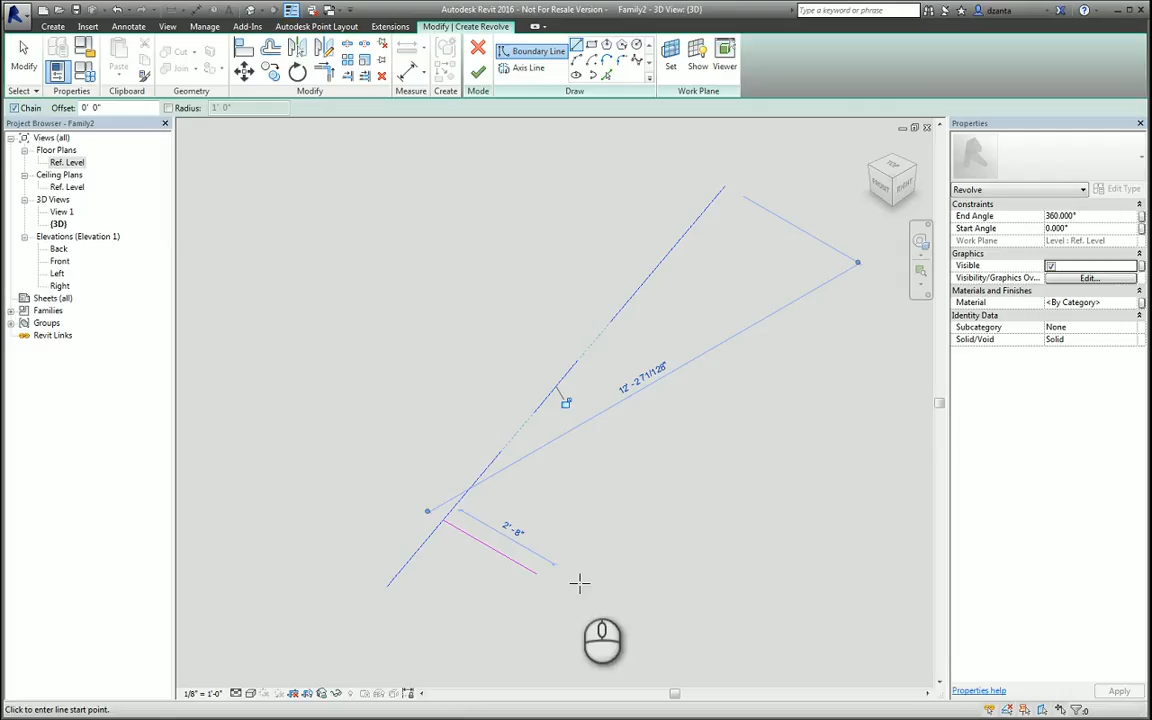 Autodesk Revit 2016 - Not For Resale Version - Family2 - 3D View: {3D}
Type a keyword or phrase
dzanta
Create Insert Annotate View Manage Add-Ins Autodesk Point Layout Extensions Modify | Create Revolve
Modify
Paste
Cut
Join
Boundary Line
Axis Line
Set Show Viewer
Select Properties Clipboard Geometry Modify Measure Create Mode Draw Work Plane
Chain Offset: 0' 0" Radius: 1' 0"
Project Browser - Family2
Views (all)
Floor Plans
Ref. Level
Ceiling Plans
Ref. Level
3D Views
View 1
{3D}
Elevations (Elevation 1)
Back
Front
Left
Right
Sheets (all)
Families
Groups
Revit Links
TOP
FRONT RIGHT
12' -2 71/128"
2' -8"
Properties
Revolve Edit Type
Constraints
End Angle 360.000°
Start Angle 0.000°
Work Plane Level : Ref. Level
Graphics
Visible
Visibility/Graphics Ov... Edit...
Materials and Finishes
Material <By Category>
Identity Data
Subcategory None
Solid/Void Solid
Properties help Apply
1/8" = 1'-0"
Click to enter line start point.
:0